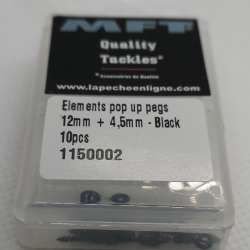 MFT
Quality
Tackles®
"Accessoires de Qualité"
www.lapecheenligne.com
Elements pop up pegs
12mm + 4,5mm - Black
10pcs
1150002